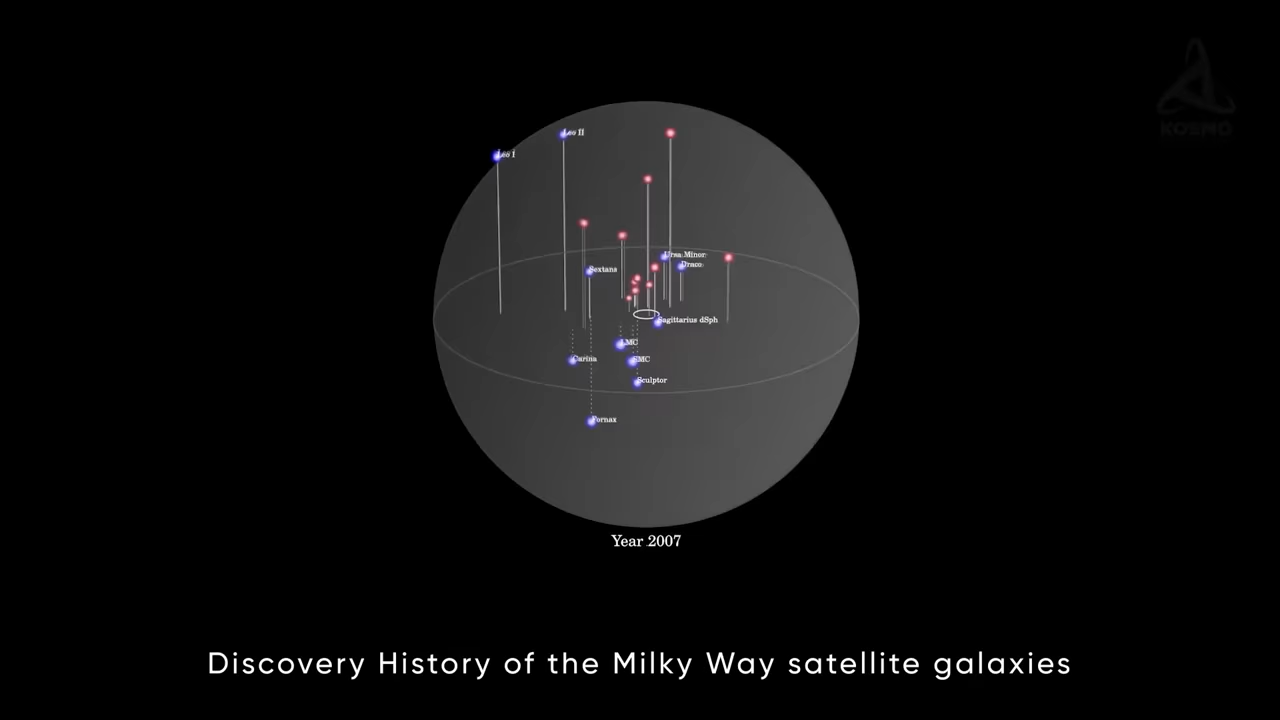 Leo II
Leo I
Ursa Minor
Draco
Sextans
Sagittarius dSph
LMC
Carina
SMC
Sculptor
Fornax
Year 2007
Discovery History of the Milky Way satellite galaxies